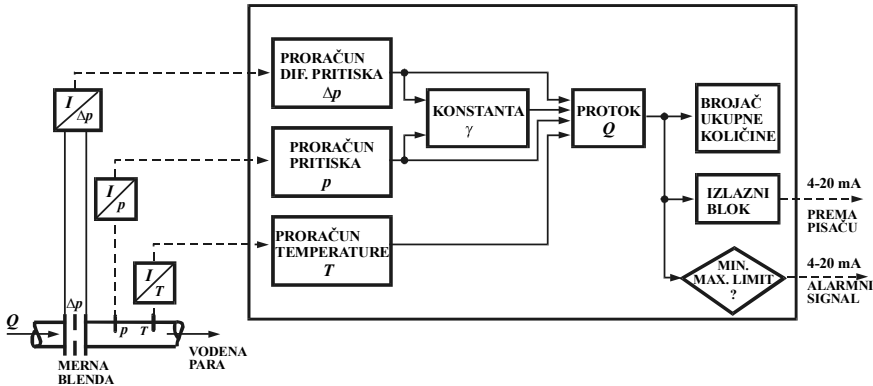 PRORAČUN
DIF. PRITISKA
Δp
I
Δp
KONSTANTA
γ
PROTOK
Q
BROJAČ
UKUPNE
KOLIČINE
PRORAČUN
PRITISKA
p
I
p
IZLAZNI
BLOK
4-20 mA
PREMA
PISAČU
PRORAČUN
TEMPERATURE
T
I
T
MIN.
MAX. LIMIT
?
4-20 mA
ALARMNI
SIGNAL
Δp
Q
p
T
VODENA
PARA
MERNA
BLENDA